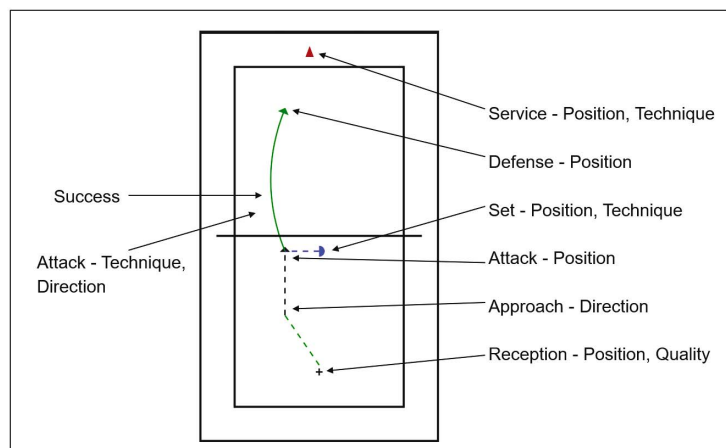 Service - Position, Technique
Defense - Position
Success
Set - Position, Technique
Attack - Technique,
Direction
Attack - Position
Approach - Direction
Reception - Position, Quality